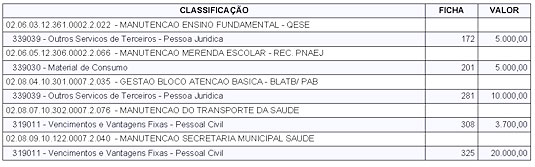 CLASSIFICAÇÃO FICHA VALOR
02.06.03.12.361.0002.2.022 - MANUTENCAO ENSINO FUNDAMENTAL - QESE
339039 - Outros Servicos de Terceiros - Pessoa Juridica 172 5.000,00
02.06.05.12.306.0002.2.066 - MANUTENCAO MERENDA ESCOLAR - REC. PNAEJ
339030 - Material de Consumo 201 5.000,00
02.08.04.10.301.0007.2.035 - GESTAO BLOCO ATENCAO BASICA - BLATB/ PAB
339039 - Outros Servicos de Terceiros - Pessoa Juridica 281 10.000,00
02.08.07.10.302.0007.2.076 - MANUTENCAO DO TRANSPORTE DA SAUDE
319011 - Vencimentos e Vantagens Fixas - Pessoal Civil 308 3.700,00
02.08.09.10.122.0007.2.040 - MANUTENCAO SECRETARIA MUNICIPAL SAUDE
319011 - Vencimentos e Vantagens Fixas - Pessoal Civil 325 20.000,00